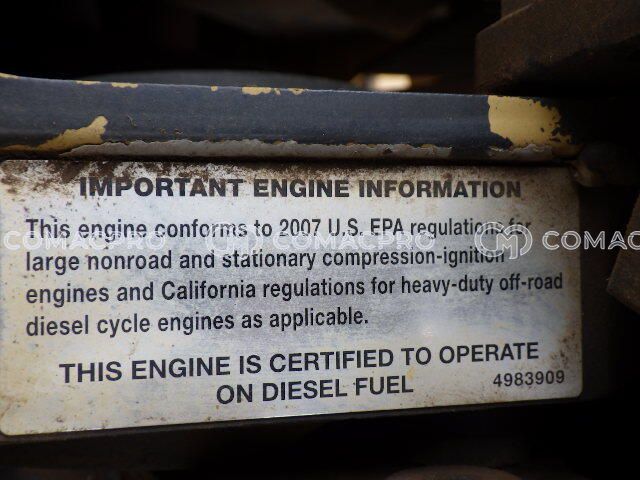 IMPORTANT ENGINE INFORMATION
This engine conforms to 2007 U.S. EPA regulations for
COMACPRO COMACPRO COMACPRO
large nonroad and stationary compression-ignition
engines and California regulations for heavy-duty off-road
diesel cycle engines as applicable.
THIS ENGINE IS CERTIFIED TO OPERATE
ON DIESEL FUEL 4983909